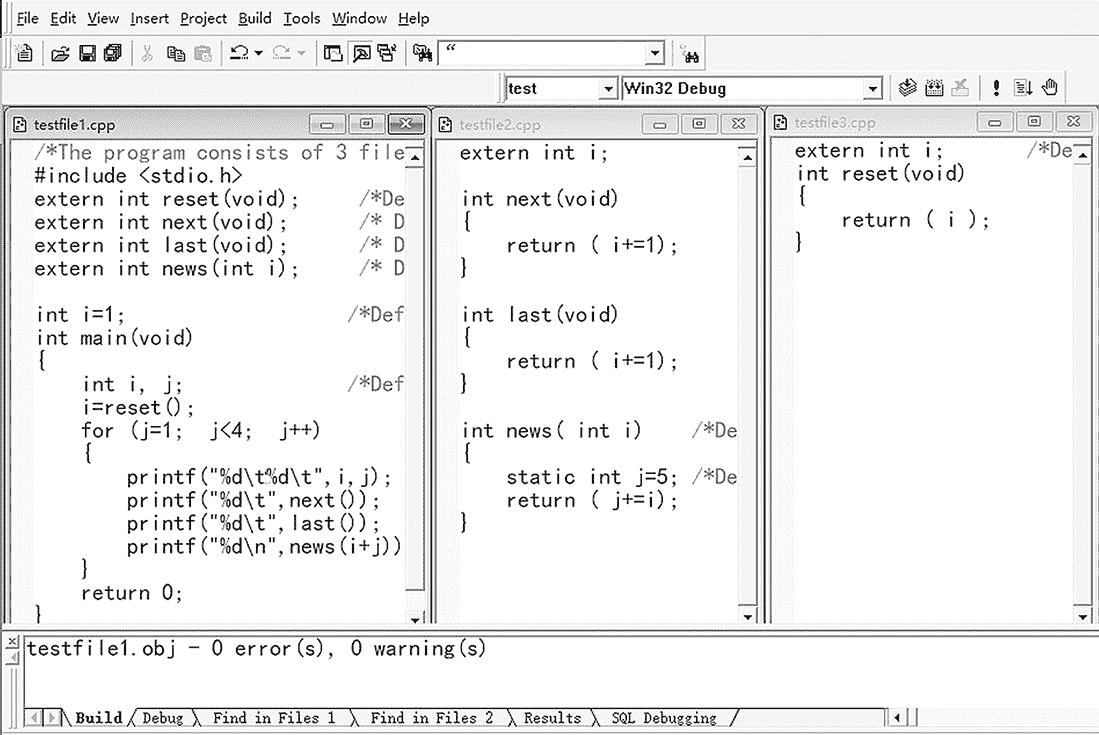 File Edit View Insert Project Build Tools Window Help
“
test Win32 Debug
testfile1.cpp
/*The program consists of 3 file
#include <stdio.h>
extern int reset(void); /*De
extern int next(void); /* D
extern int last(void); /* D
extern int news(int i); /* D
int i=1; /*Def
int main(void)
{
int i, j; /*Def
i=reset();
for (j=1; j<4; j++)
{
printf("%d\t%d\t",i,j);
printf("%d\t",next());
printf("%d\t",last());
printf("%d\n",news(i+j))
}
return 0;
}
testfile2.cpp
extern int i;
int next(void)
{
return ( i+=1);
}
int last(void)
{
return ( i+=1);
}
int news( int i) /*De
{
static int j=5; /*De
return ( j+=i);
}
testfile3.cpp
extern int i; /*De
int reset(void)
{
return ( i );
}
testfile1.obj - 0 error(s), 0 warning(s)
Build Debug Find in Files 1 Find in Files 2 Results SQL Debugging